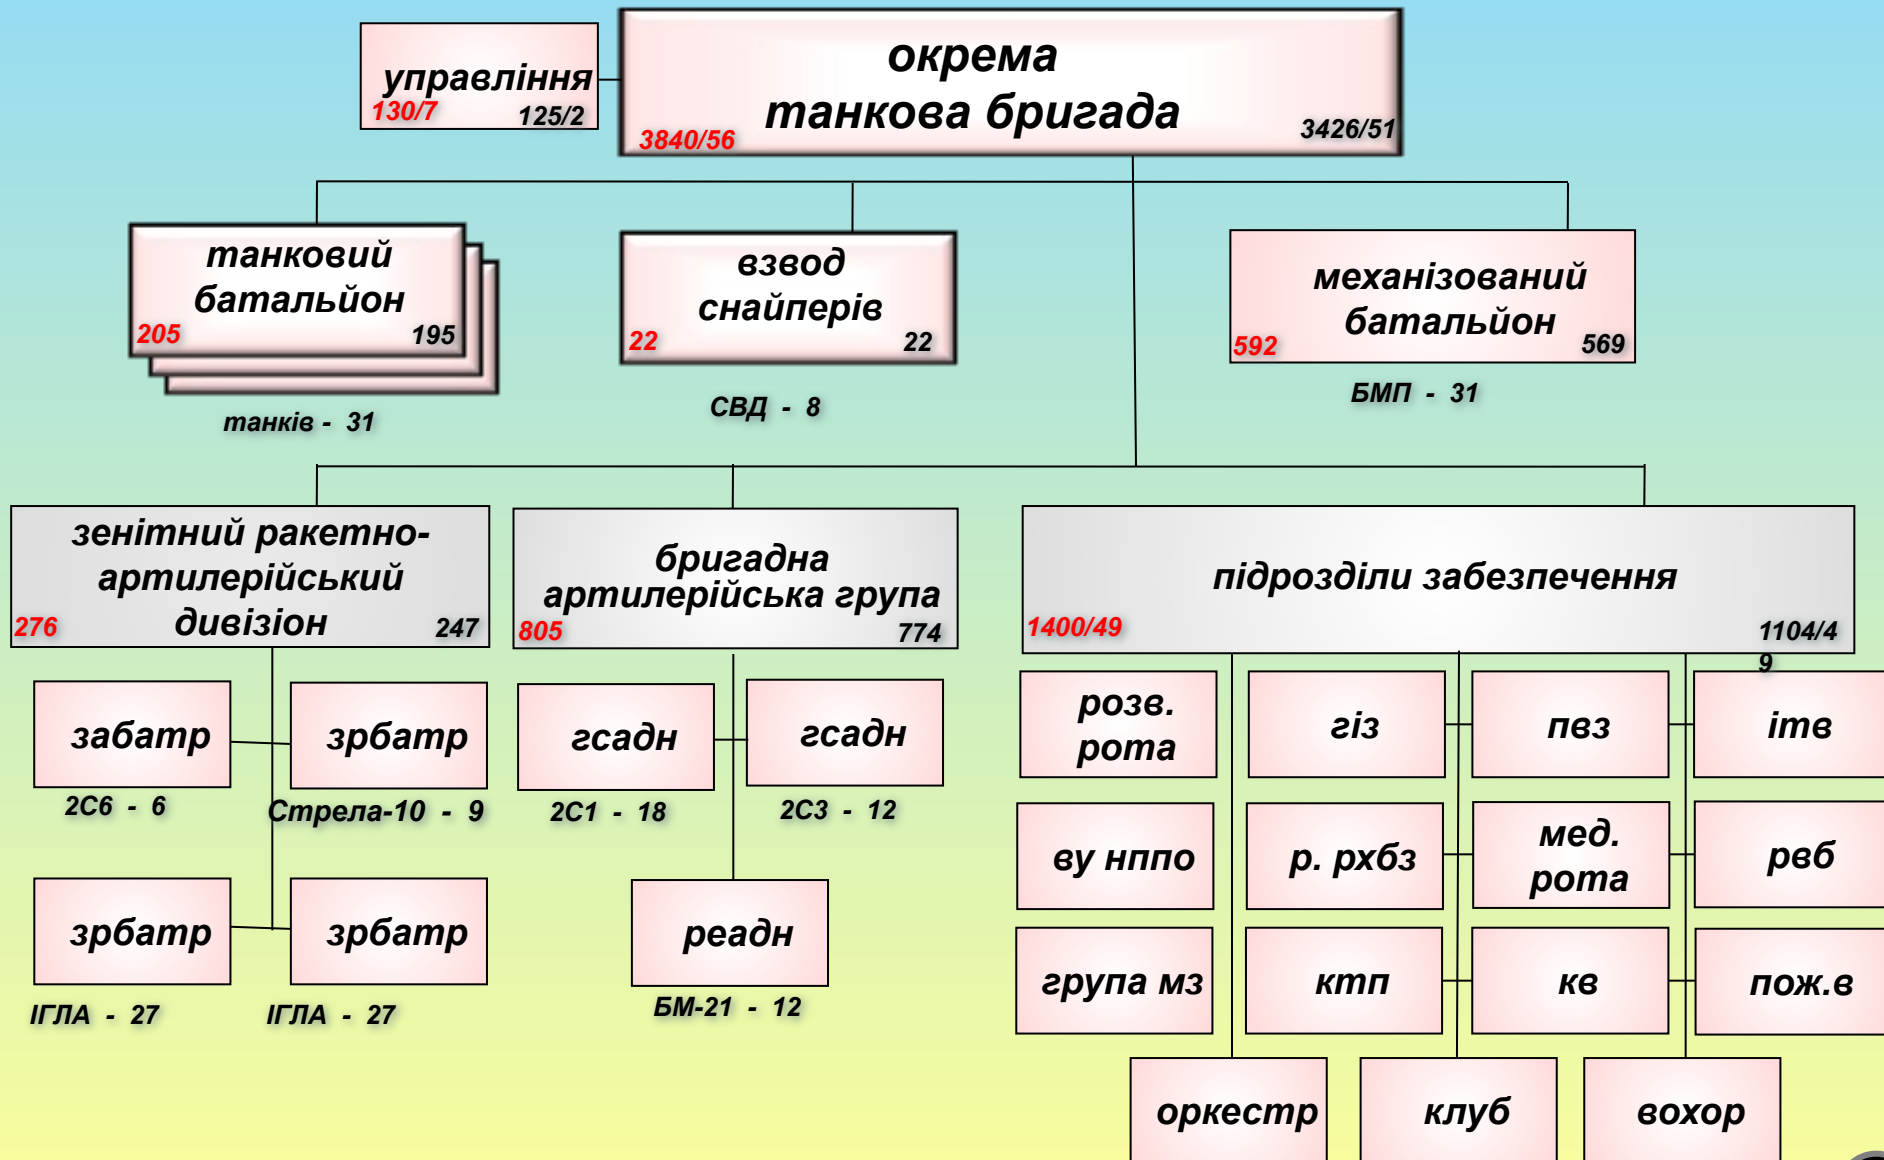 управління
130/7 125/2
окрема
танкова бригада
3840/56 3426/51
танковий
батальйон
205 195
танків - 31
взвод
снайперів
22 22
СВД - 8
механізований
батальйон
592 569
БМП - 31
зенітний ракетно-
артилерійський
дивізіон
276 247
бригадна
артилерійська група
805 774
підрозділи забезпечення
1400/49 1104/4
9
забатр
2С6 - 6
зрбатр
Стрела-10 - 9
зрбатр
ІГЛА - 27
зрбатр
ІГЛА - 27
гсадн
2С1 - 18
гсадн
2С3 - 12
реадн
БМ-21 - 12
розв.
рота
гіз
пвз
ітв
ву нппо
р. рхбз
мед.
рота
рвб
група мз
ктп
кв
пож.в
оркестр
клуб
вохор